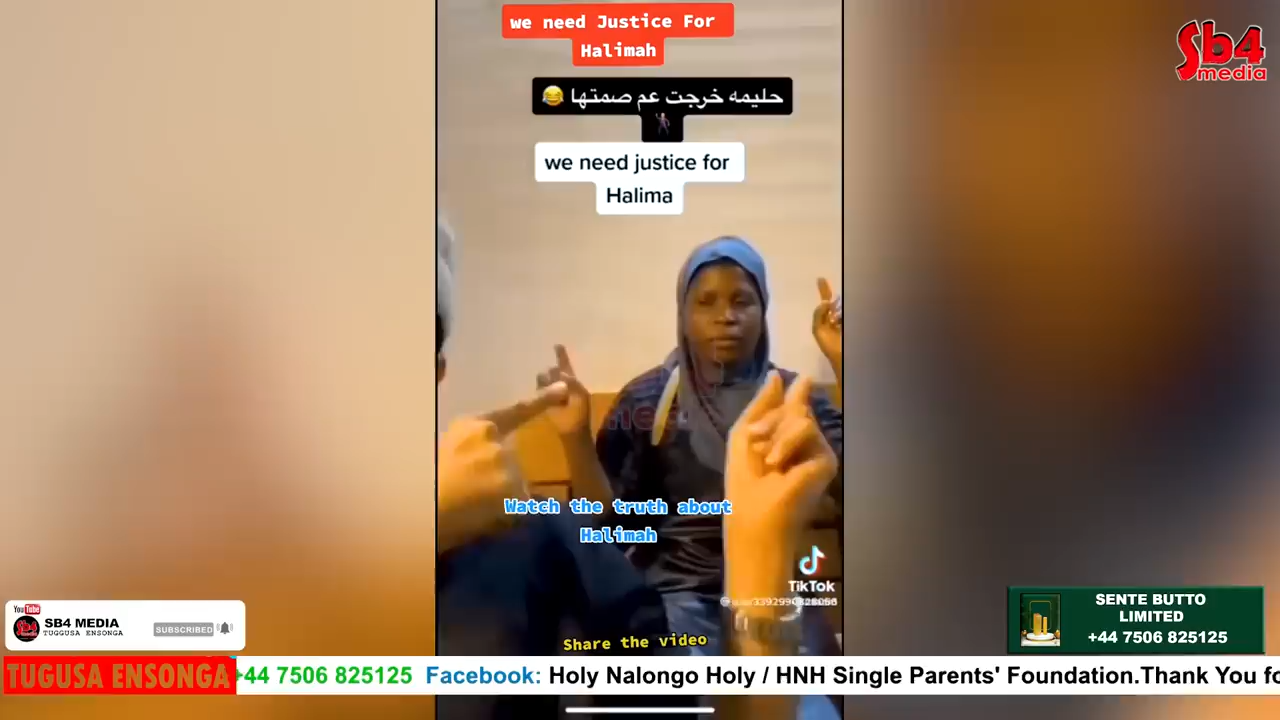 we need Justice For
Halimah
حليمه خرجت عم صمتها 😂
we need justice for
Halima
Sb4
media
Watch the truth about
Halimah
TikTok
Share the video
YouTube
SB4 MEDIA
TUGGUSA ENSONGA
SUBSCRIBED
SENTE BUTTO
LIMITED
+44 7506 825125
TUGUSA ENSONGA
+44 7506 825125 Facebook: Holy Nalongo Holy / HNH Single Parents' Foundation.Thank You fo